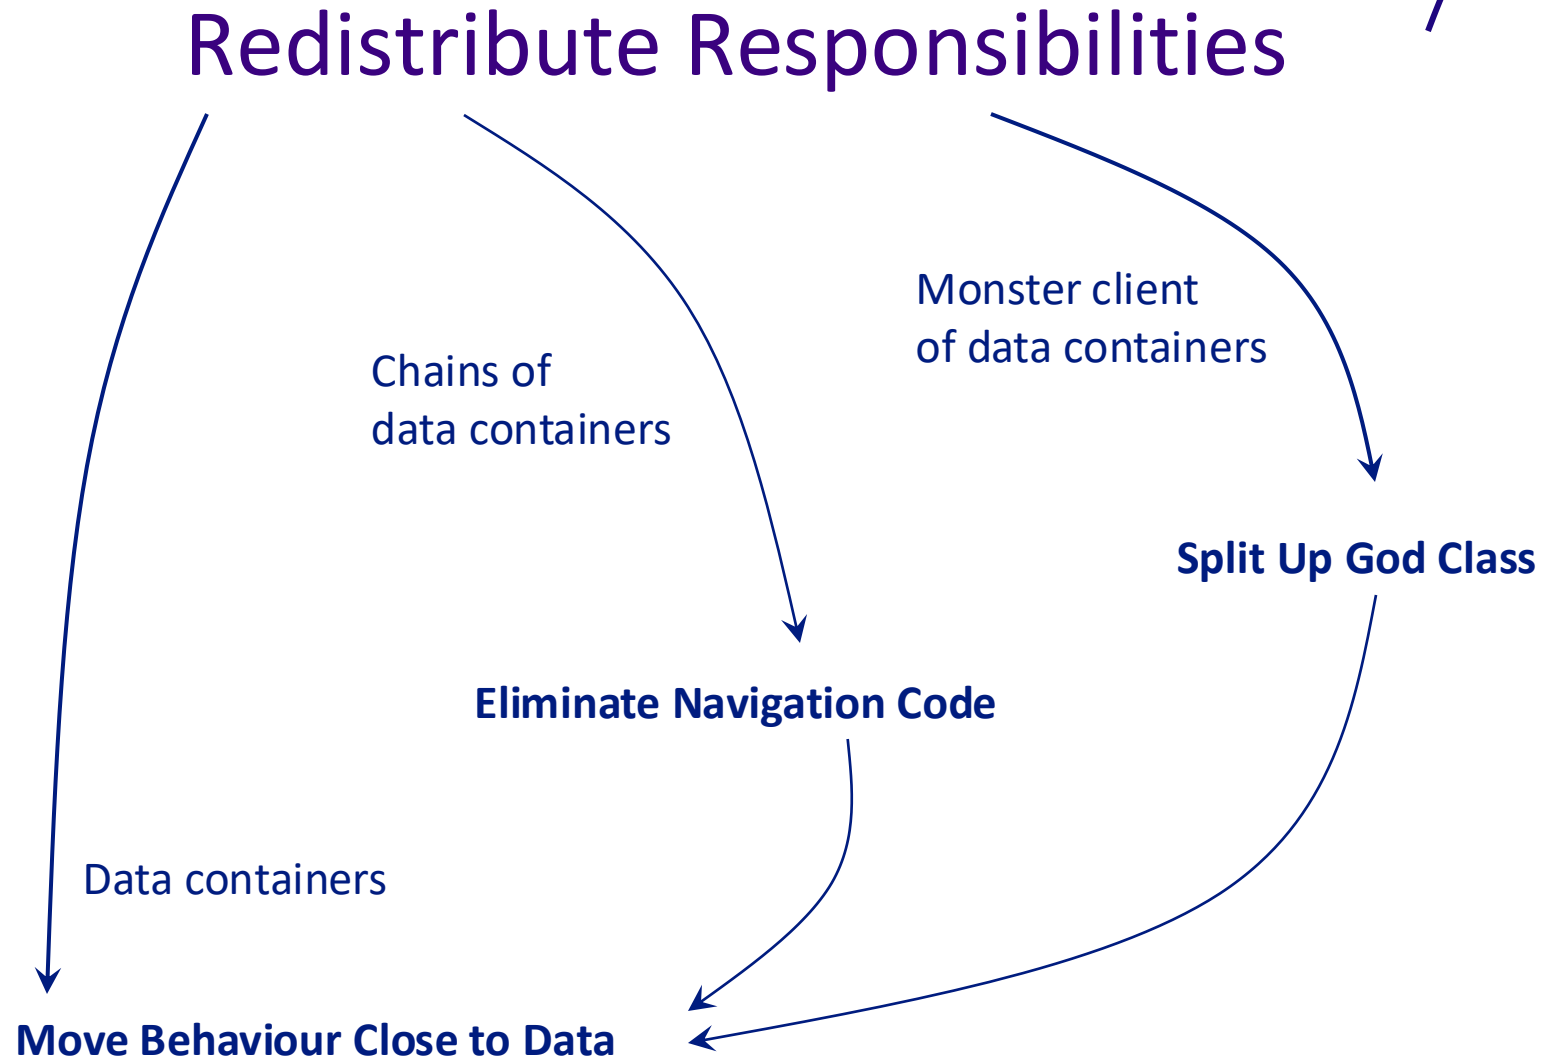 Redistribute Responsibilities
Monster client
of data containers
Chains of
data containers
Split Up God Class
Eliminate Navigation Code
Data containers
Move Behaviour Close to Data